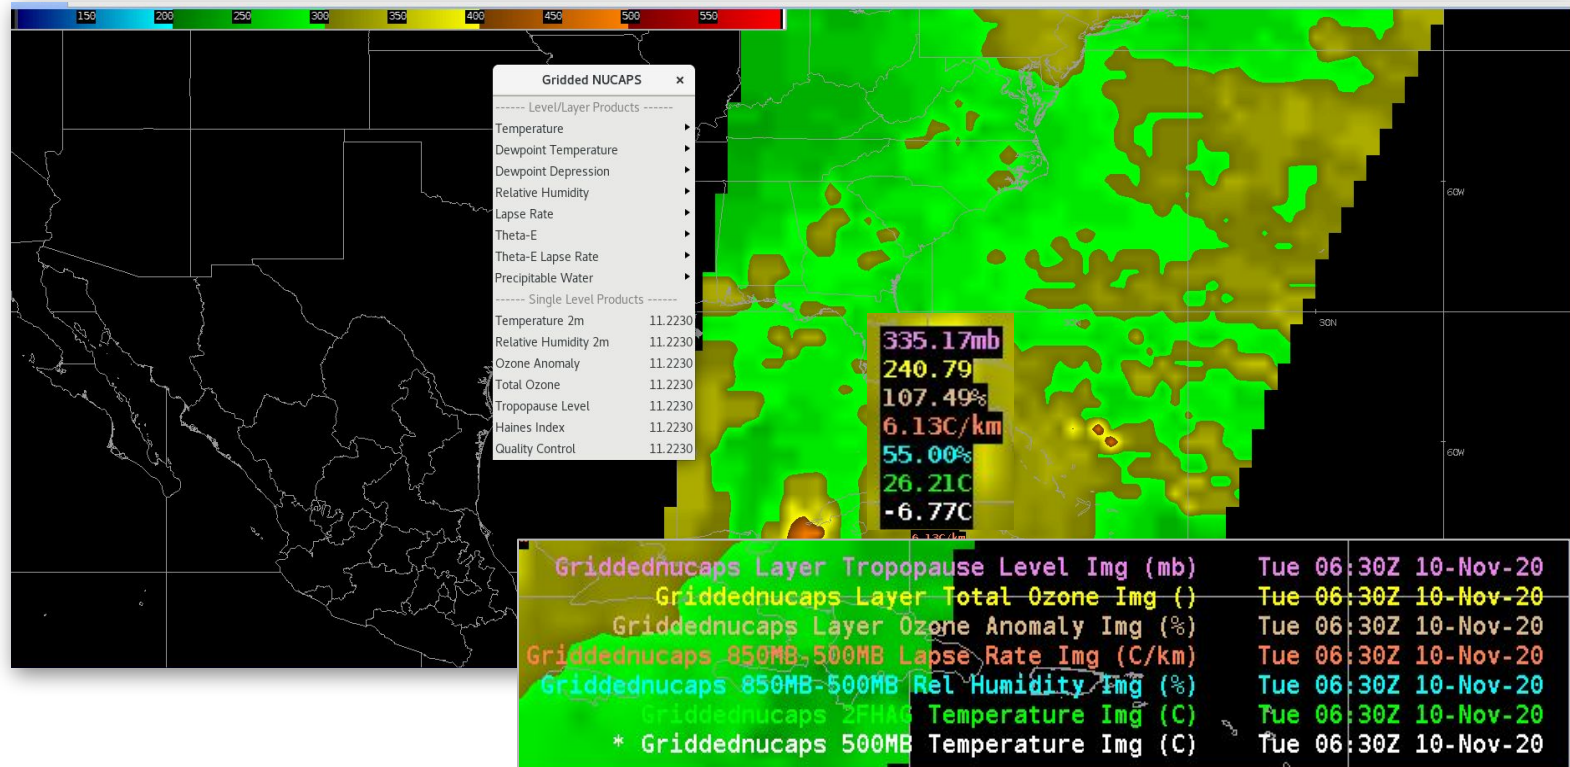 150 200 250 300 350 400 450 500 550
Gridded NUCAPS ×
------ Level/Layer Products ------
Temperature
Dewpoint Temperature
Dewpoint Depression
Relative Humidity
Lapse Rate
Theta-E
Theta-E Lapse Rate
Precipitable Water
------ Single Level Products ------
Temperature 2m 11.2230
Relative Humidity 2m 11.2230
Ozone Anomaly 11.2230
Total Ozone 11.2230
Tropopause Level 11.2230
Haines Index 11.2230
Quality Control 11.2230
60W
30N
60W
335.17mb
240.79
107.49%
6.13C/km
55.00%
26.21C
-6.77C
6.13C/km
Griddednucaps Layer Tropopause Level Img (mb) Tue 06:30Z 10-Nov-20
Griddednucaps Layer Total Ozone Img () Tue 06:30Z 10-Nov-20
Griddednucaps Layer Ozone Anomaly Img (%) Tue 06:30Z 10-Nov-20
Griddednucaps 850MB-500MB Lapse Rate Img (C/km) Tue 06:30Z 10-Nov-20
Griddednucaps 850MB-500MB Rel Humidity Img (%) Tue 06:30Z 10-Nov-20
Griddednucaps 2FHAG Temperature Img (C) Tue 06:30Z 10-Nov-20
* Griddednucaps 500MB Temperature Img (C) Tue 06:30Z 10-Nov-20